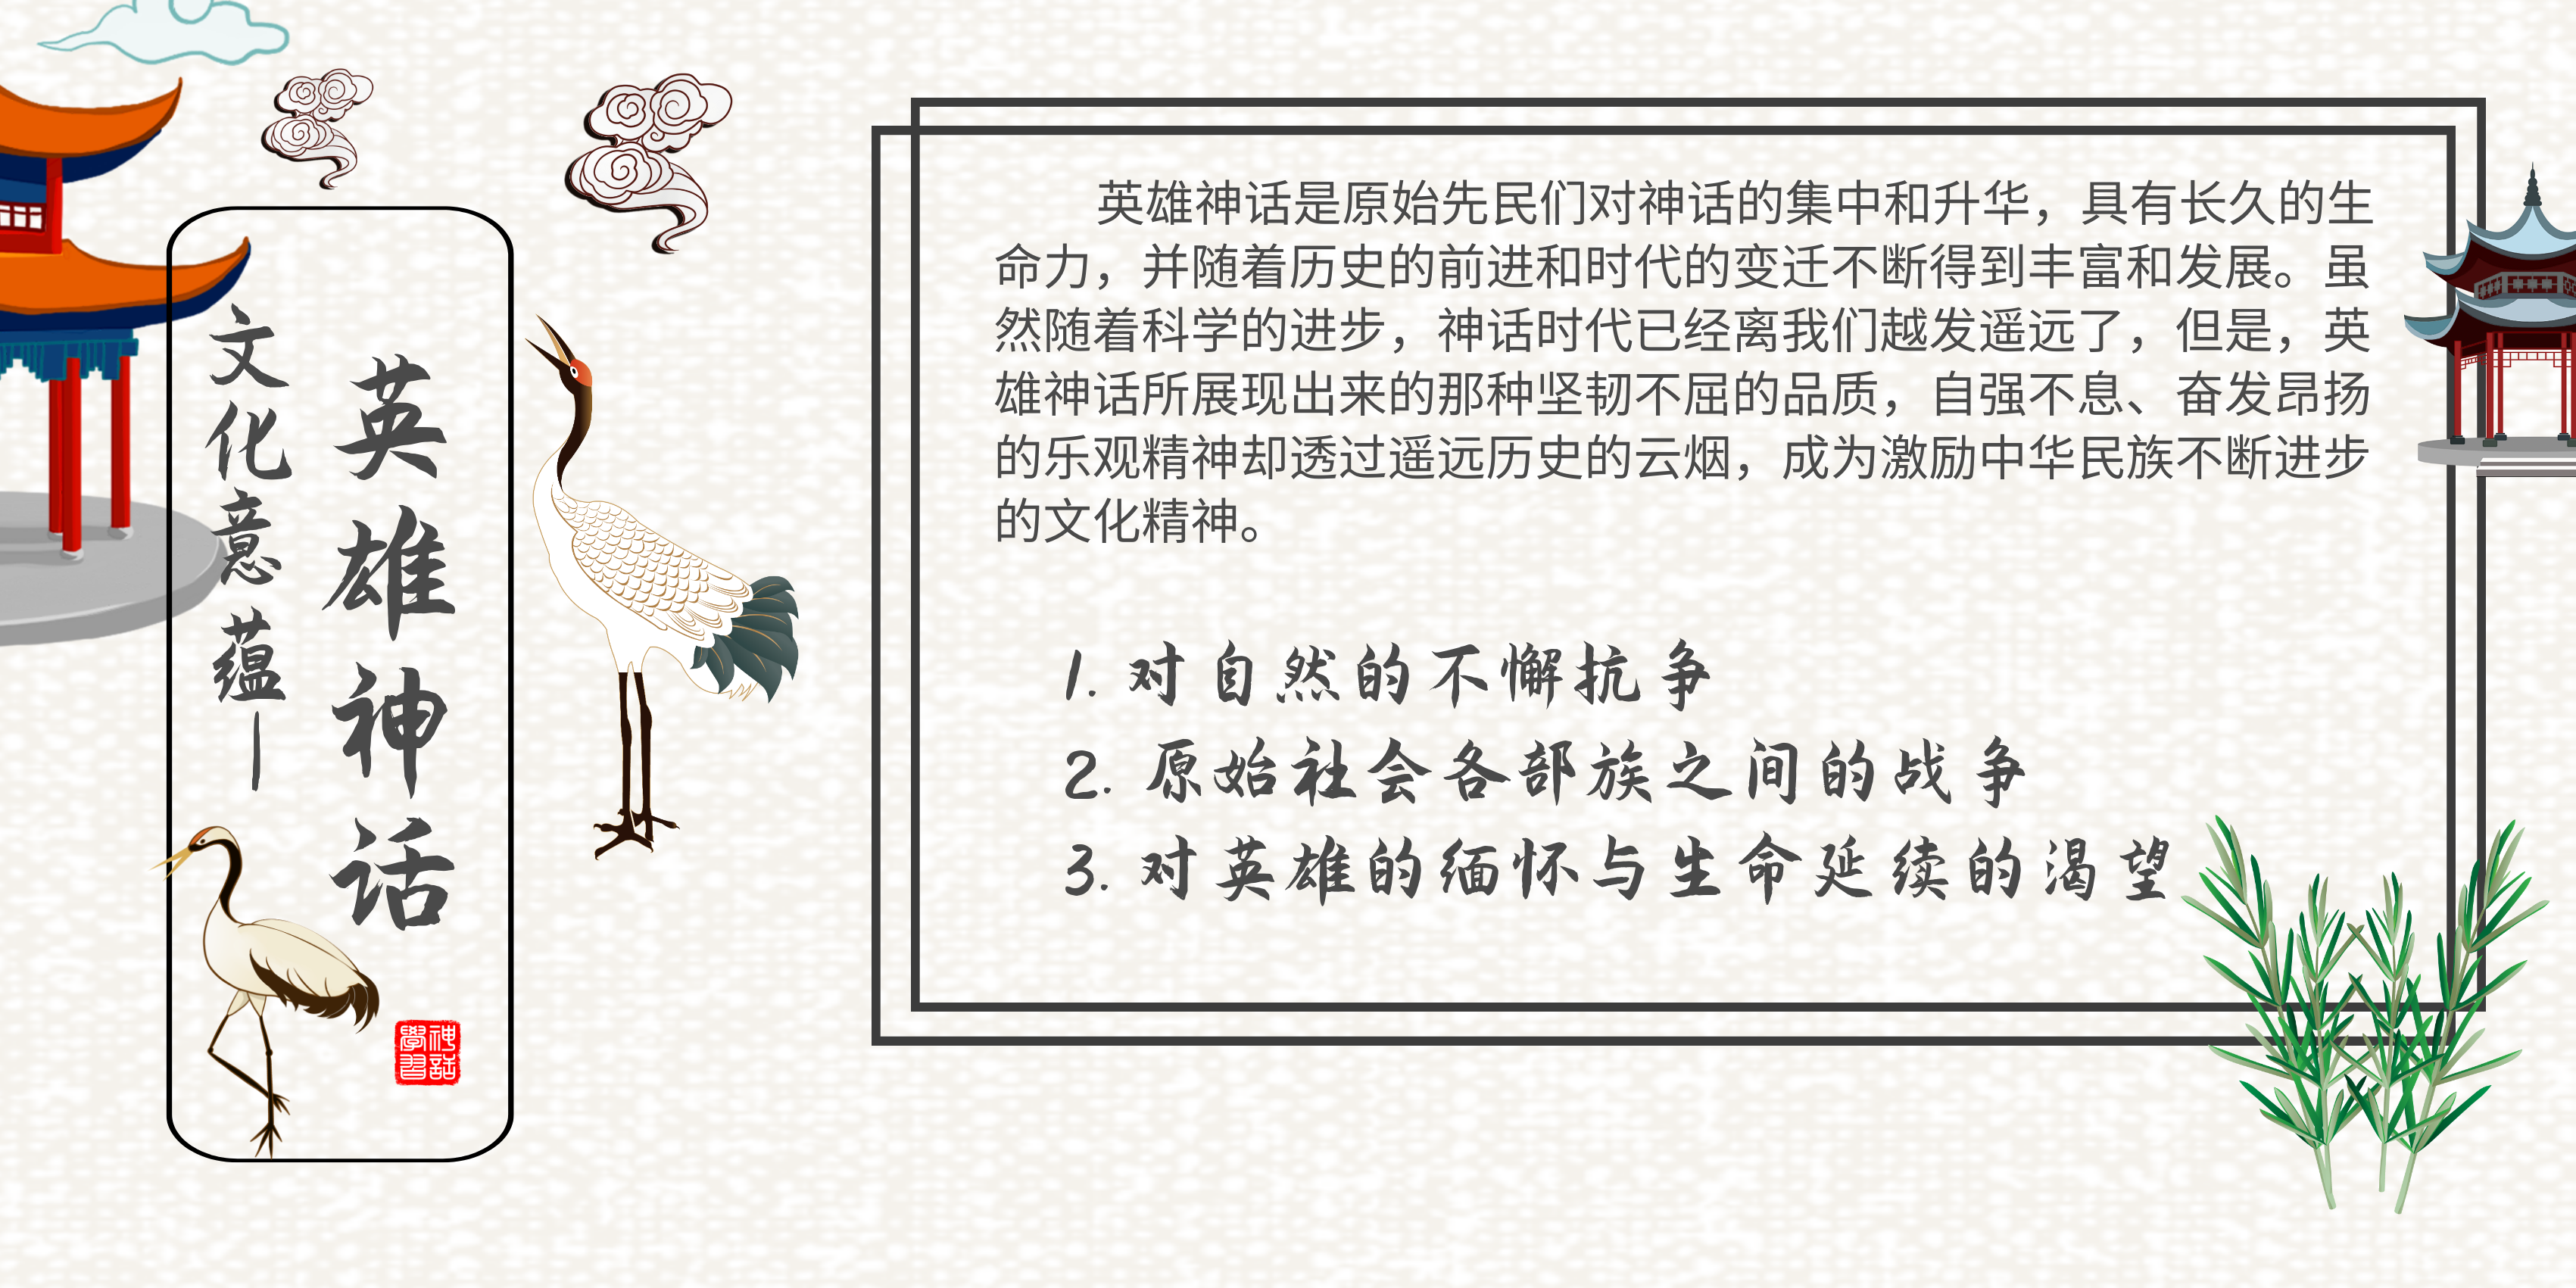 英雄神话
文化意蕴—
神話
學習
英雄神话是原始先民们对神话的集中和升华，具有长久的生
命力，并随着历史的前进和时代的变迁不断得到丰富和发展。虽
然随着科学的进步，神话时代已经离我们越发遥远了，但是，英
雄神话所展现出来的那种坚韧不屈的品质，自强不息、奋发昂扬
的乐观精神却透过遥远历史的云烟，成为激励中华民族不断进步
的文化精神。
1. 对自然的不懈抗争
2. 原始社会各部族之间的战争
3. 对英雄的缅怀与生命延续的渴望